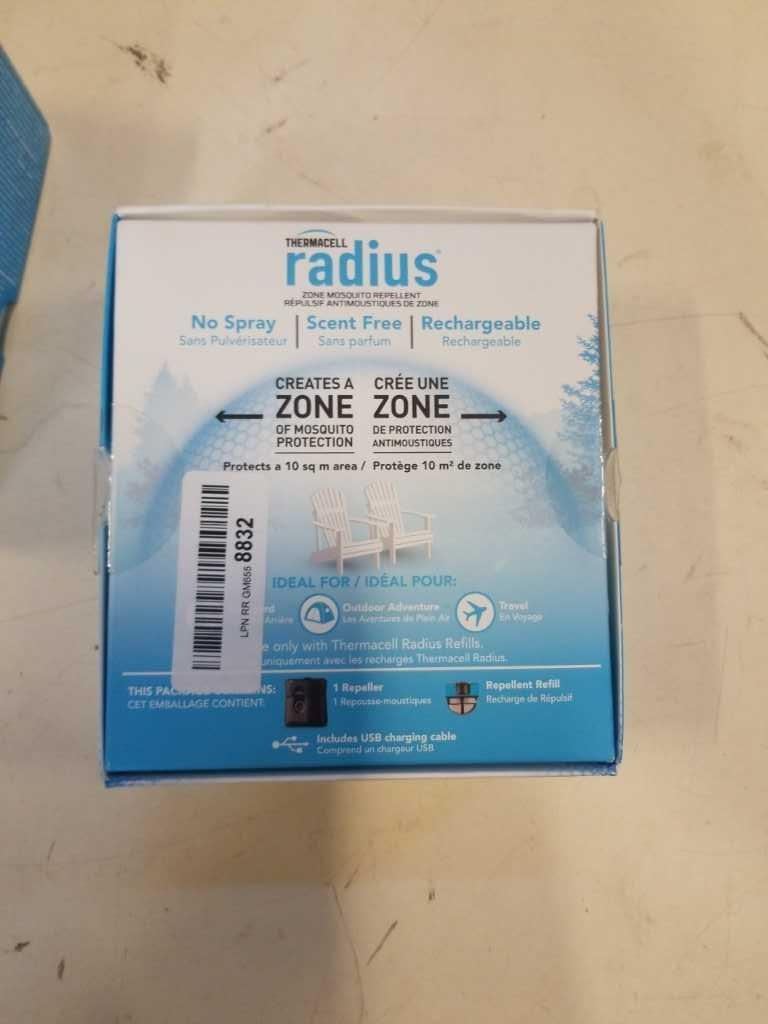 THERMACELL
radius
ZONE MOSQUITO REPELLENT
RÉPULSIF ANTIMOUSTIQUES DE ZONE
No Spray
Sans Pulvérisateur
Scent Free
Sans parfum
Rechargeable
Rechargeable
CREATES A
ZONE
OF MOSQUITO
PROTECTION
CRÉE UNE
ZONE
DE PROTECTION
ANTIMOUSTIQUES
Protects a 10 sq m area / Protège 10 m² de zone
LPN RR GM655 8832
IDEAL FOR / IDÉAL POUR:
Outdoor Adventure
Les Aventures de Plein Air
Travel
En Voyage
only with Thermacell Radius Refills.
uniquement avec les recharges Thermacell Radius.
THIS
CET EMBALLAGE CONTIENT:
1 Repeller
1 Repousse-moustiques
Repellent Refill
Recharge de Répulsif
Includes USB charging cable
Comprend un chargeur USB